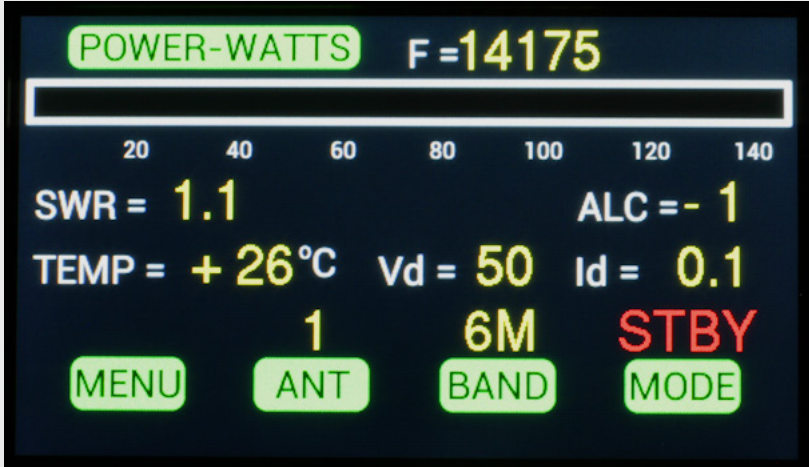 POWER-WATTS F =14175
20 40 60 80 100 120 140
SWR = 1.1 ALC =- 1
TEMP = + 26°C Vd = 50 Id = 0.1
1 6M STBY
MENU ANT BAND MODE